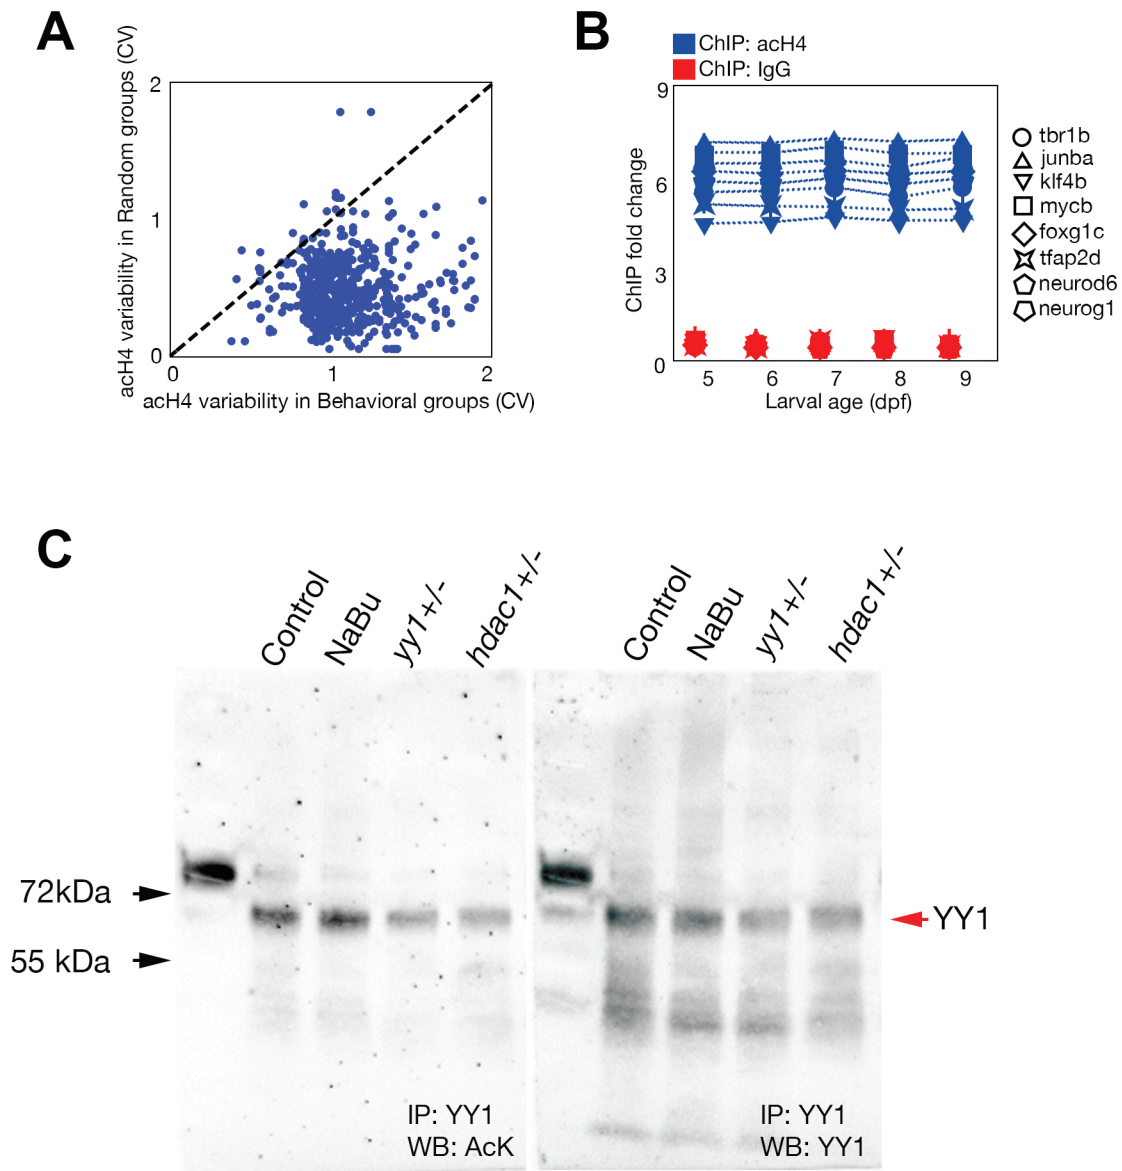 A
acH4 variability in Random groups (CV)
2
1
0
0
1
2
acH4 variability in Behavioral groups (CV)
B
ChIP: acH4
ChIP: IgG
ChIP fold change
9
6
3
0
5
6
7
8
9
Larval age (dpf)
tbr1b
junba
klf4b
mycb
foxg1c
tfap2d
neurod6
neurog1
C
Control
NaBu
yy1+/-
hdac1+/-
Control
NaBu
yy1+/-
hdac1+/-
72kDa
55 kDa
YY1
IP: YY1
WB: AcK
IP: YY1
WB: YY1